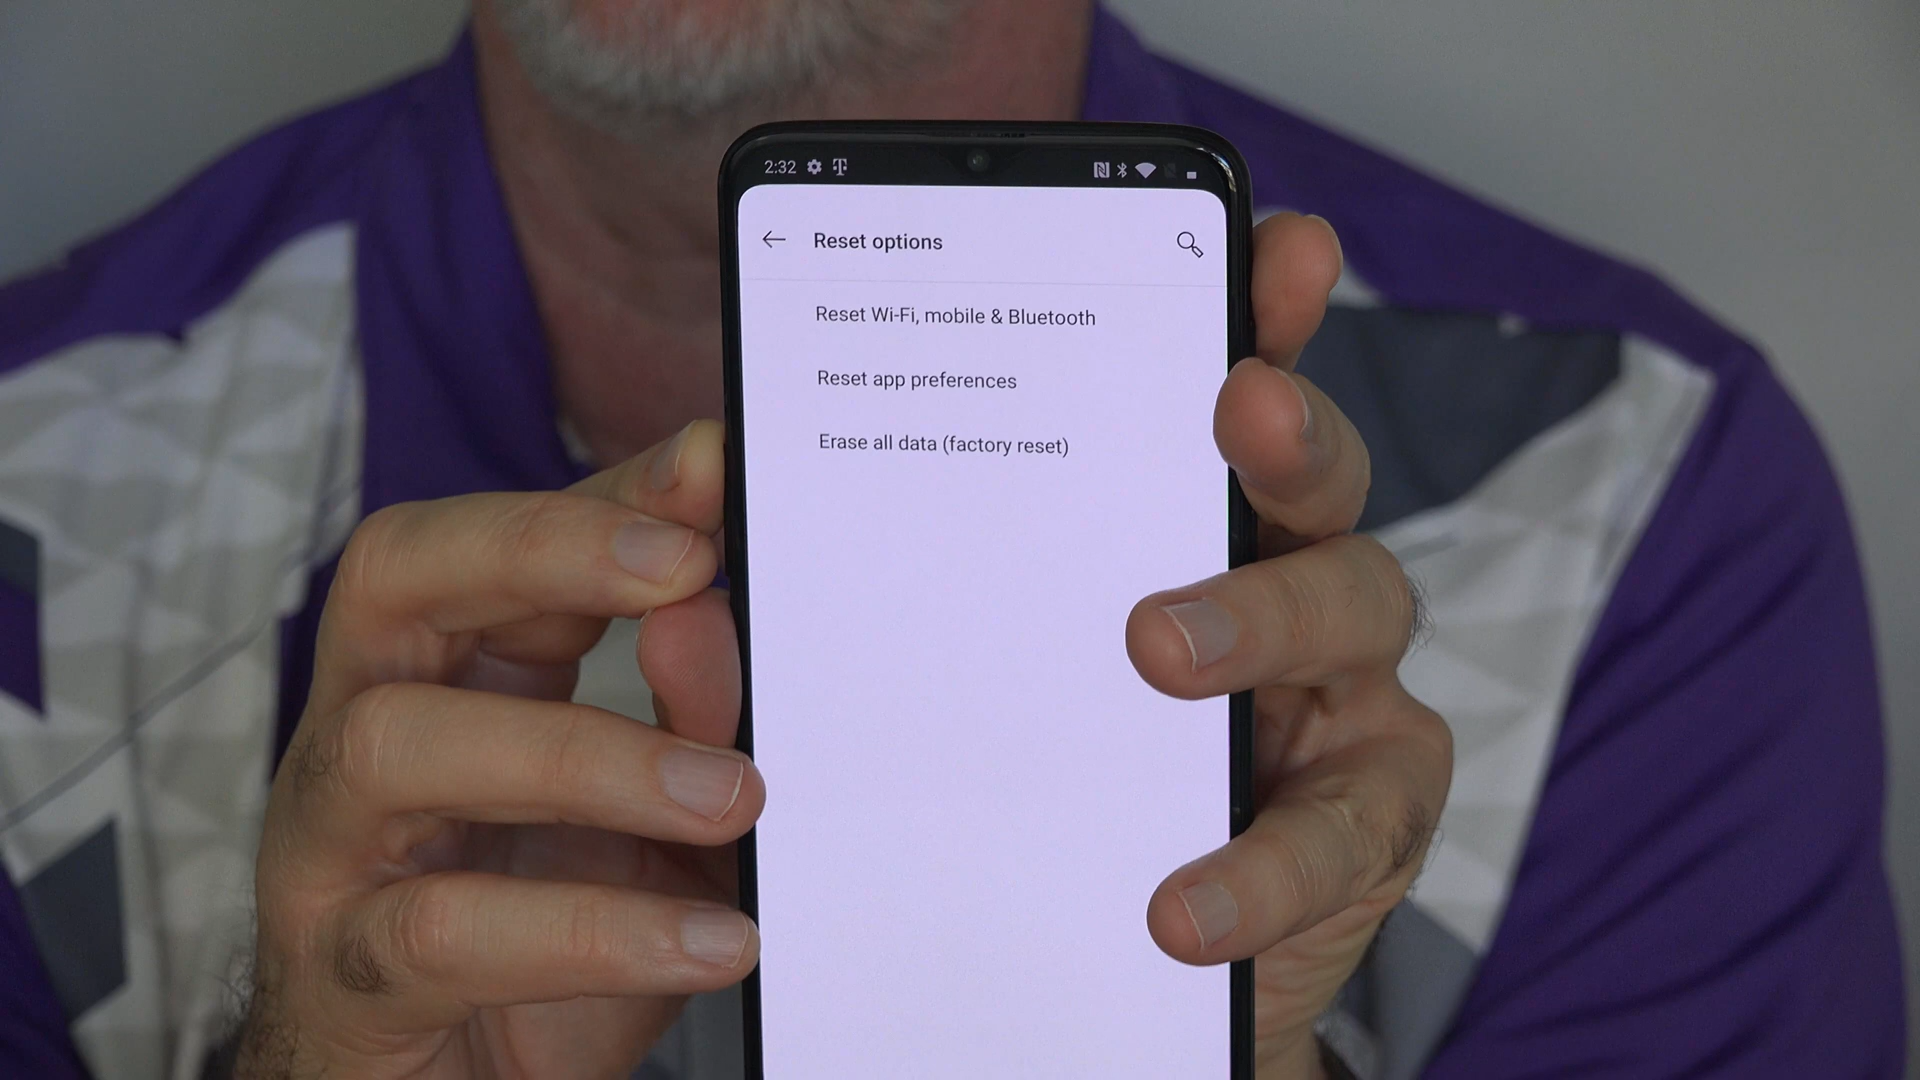 2:32
Reset options
Reset Wi-Fi, mobile & Bluetooth
Reset app preferences
Erase all data (factory reset)